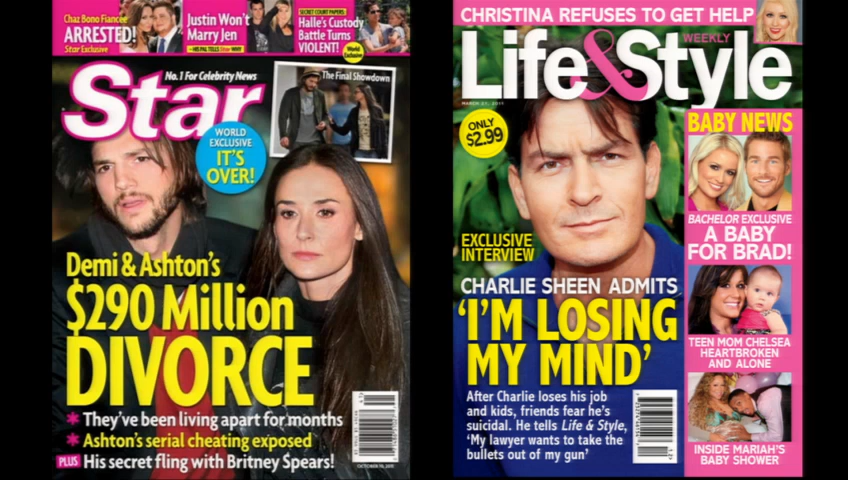 Chaz Bono Fiancée
ARRESTED!
Star Exclusive
Justin Won't
Marry Jen
SECRET COURT PAPERS
Halle's Custody
Battle Turns
VIOLENT!
World
Exclusive
No. 1 For Celebrity News
Star
The Final Showdown
WORLD
EXCLUSIVE
IT'S
OVER!
Demi & Ashton's
$290 Million
DIVORCE
* They've been living apart for months
* Ashton's serial cheating exposed
PLUS His secret fling with Britney Spears!
CHRISTINA REFUSES TO GET HELP
Life&Style
WEEKLY
ONLY
$2.99
EXCLUSIVE
INTERVIEW
CHARLIE SHEEN ADMITS
'I'M LOSING
MY MIND'
After Charlie loses his job
and kids, friends fear he's
suicidal. He tells Life & Style,
'My lawyer wants to take the
bullets out of my gun'
BABY NEWS
BACHELOR EXCLUSIVE
A BABY
FOR BRAD!
TEEN MOM CHELSEA
HEARTBROKEN
AND ALONE
INSIDE MARIAH'S
BABY SHOWER